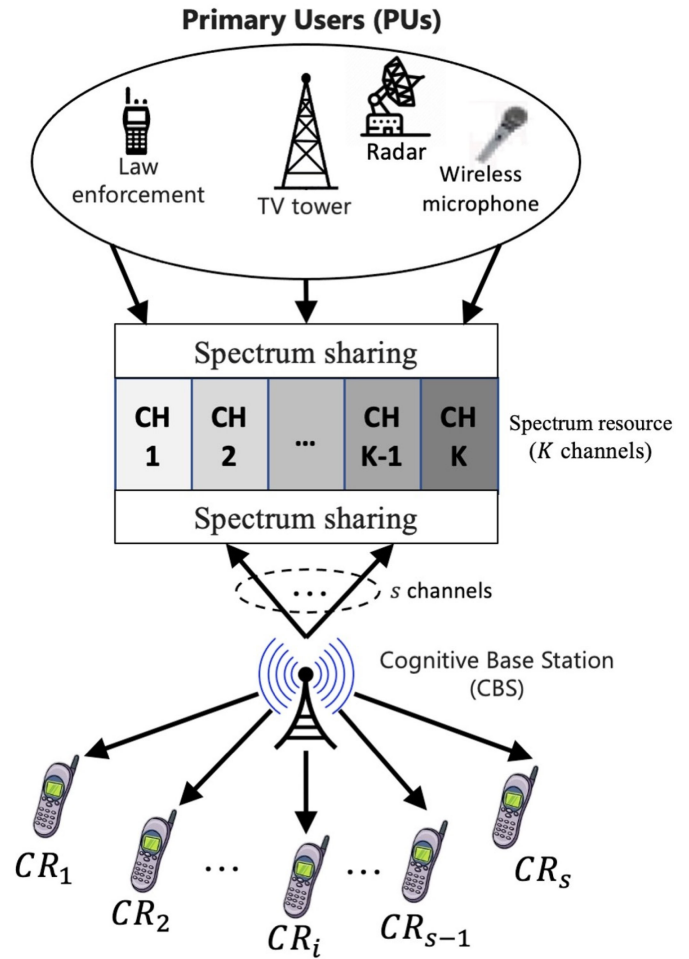 Primary Users (PUs)
Law
enforcement
TV tower
Radar
Wireless
microphone
Spectrum sharing
CH
1
CH
2
...
CH
K-1
CH
K
Spectrum resource
(K channels)
Spectrum sharing
... s channels
Cognitive Base Station
(CBS)
CR₁
CR₂
...
CRᵢ
...
CRₛ₋₁
CRₛ